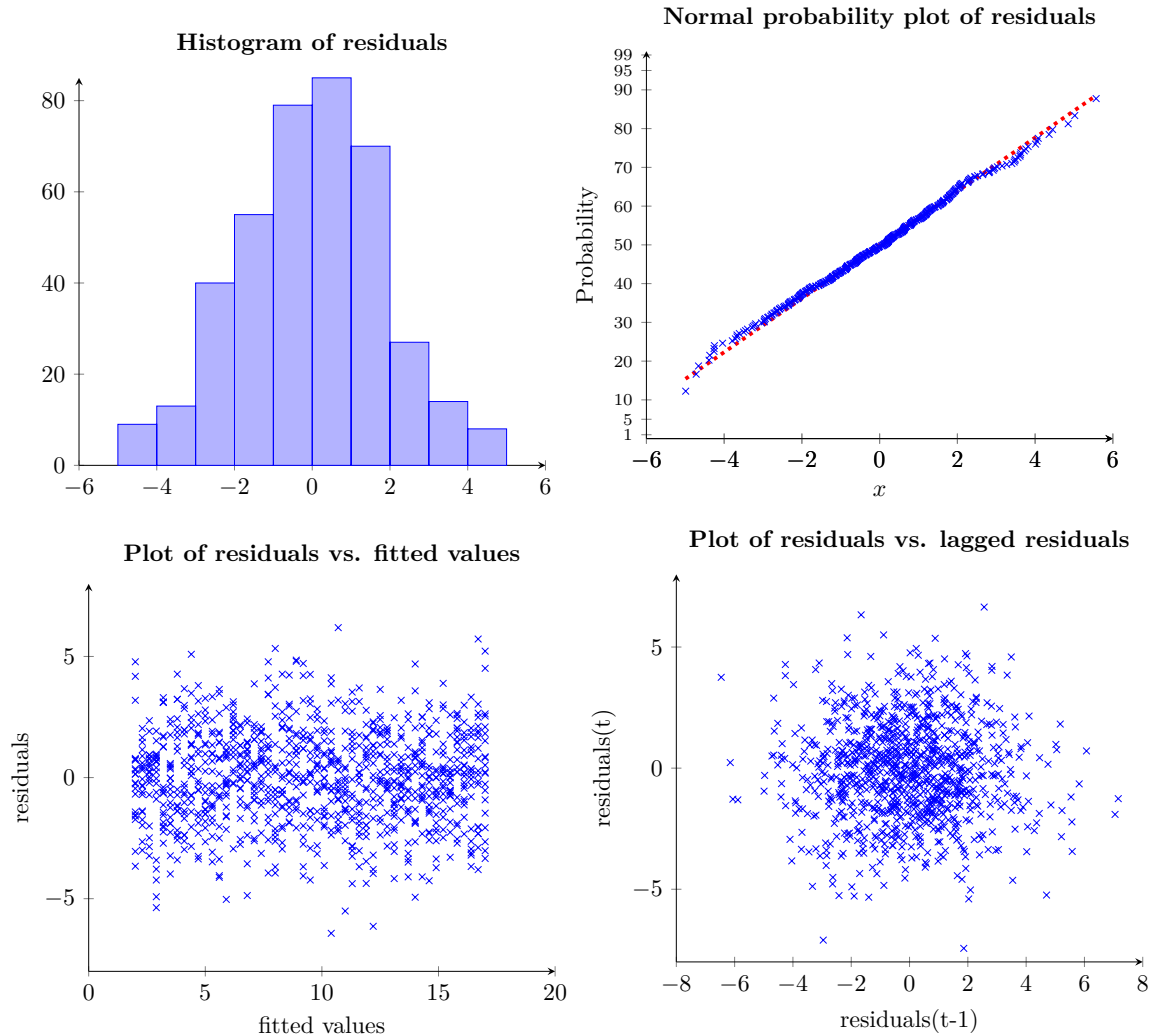 Histogram of residuals
80
60
40
20
0
−6 −4 −2 0 2 4 6
Normal probability plot of residuals
99
95
90
80
70
60
50
40
30
20
10
5
1
Probability
−6 −4 −2 0 2 4 6
x
Plot of residuals vs. fitted values
5
0
−5
residuals
0 5 10 15 20
fitted values
Plot of residuals vs. lagged residuals
5
0
−5
residuals(t)
−8 −6 −4 −2 0 2 4 6 8
residuals(t-1)